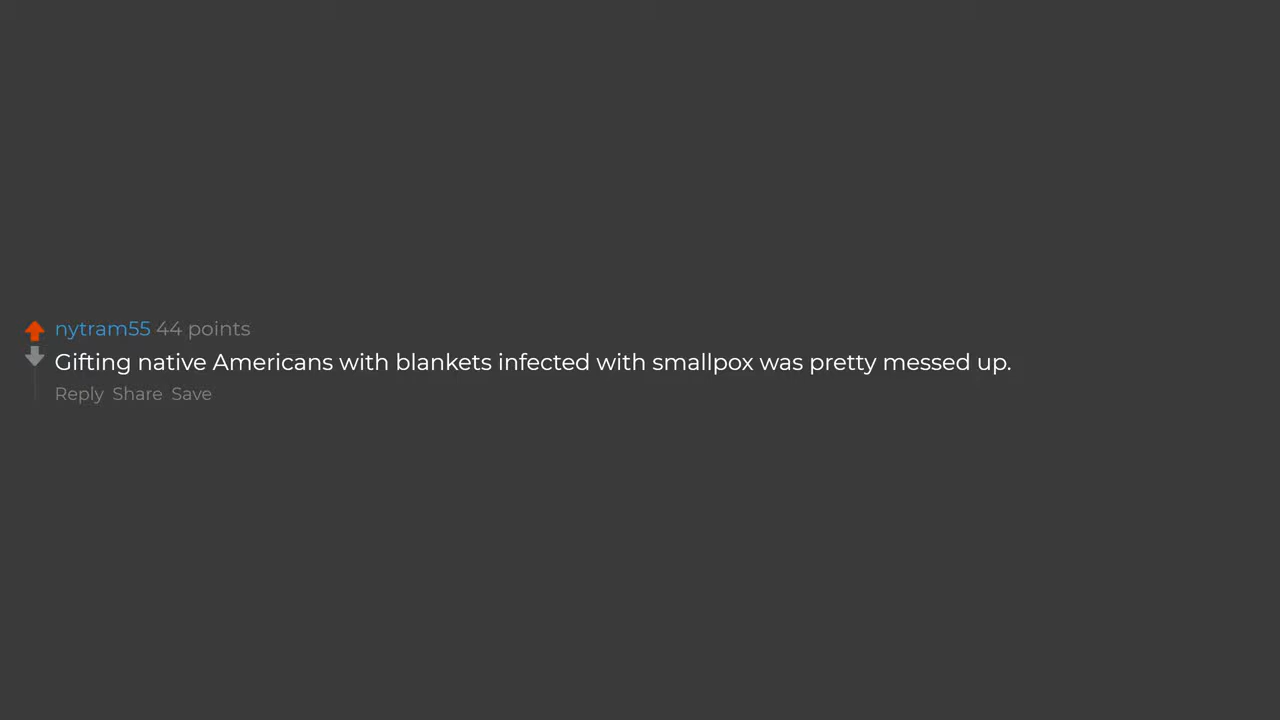 nytram55 44 points
Gifting native Americans with blankets infected with smallpox was pretty messed up.
Reply Share Save